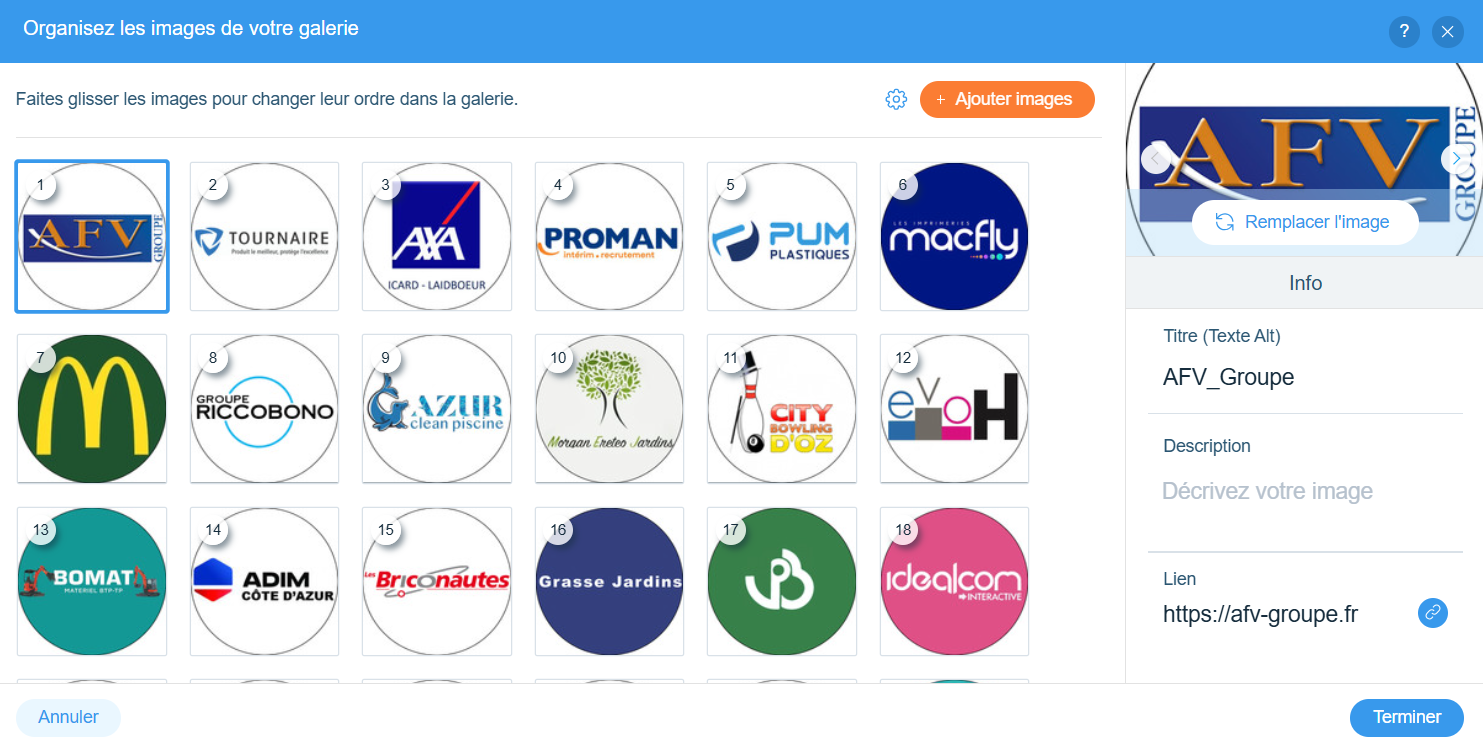 Organisez les images de votre galerie
?
Faites glisser les images pour changer leur ordre dans la galerie.
+ Ajouter images
1
AFV
GROUPE
2
TOURNAIRE
Produit le meilleur, protège l'excellence
3
AXA
ICARD - LAIDBOEUR
4
PROMAN
intérim . recrutement
5
PUM
PLASTIQUES
6
LES IMPRIMERIES
macfly
7
8
GROUPE
RICCOBONO
9
AZUR
clean piscine
10
Morgan Ereteo Jardins
11
CITY
BOWLING
D'OZ
12
evoH
13
BOMAT
MATERIEL BTP-TP
14
ADIM
CÔTE D'AZUR
15
Les Briconautes
16
Grasse Jardins
17
18
idealcom
INTERACTIVE
AFV
GROUPE
Remplacer l'image
Info
Titre (Texte Alt)
AFV_Groupe
Description
Décrivez votre image
Lien
https://afv-groupe.fr
Annuler
Terminer